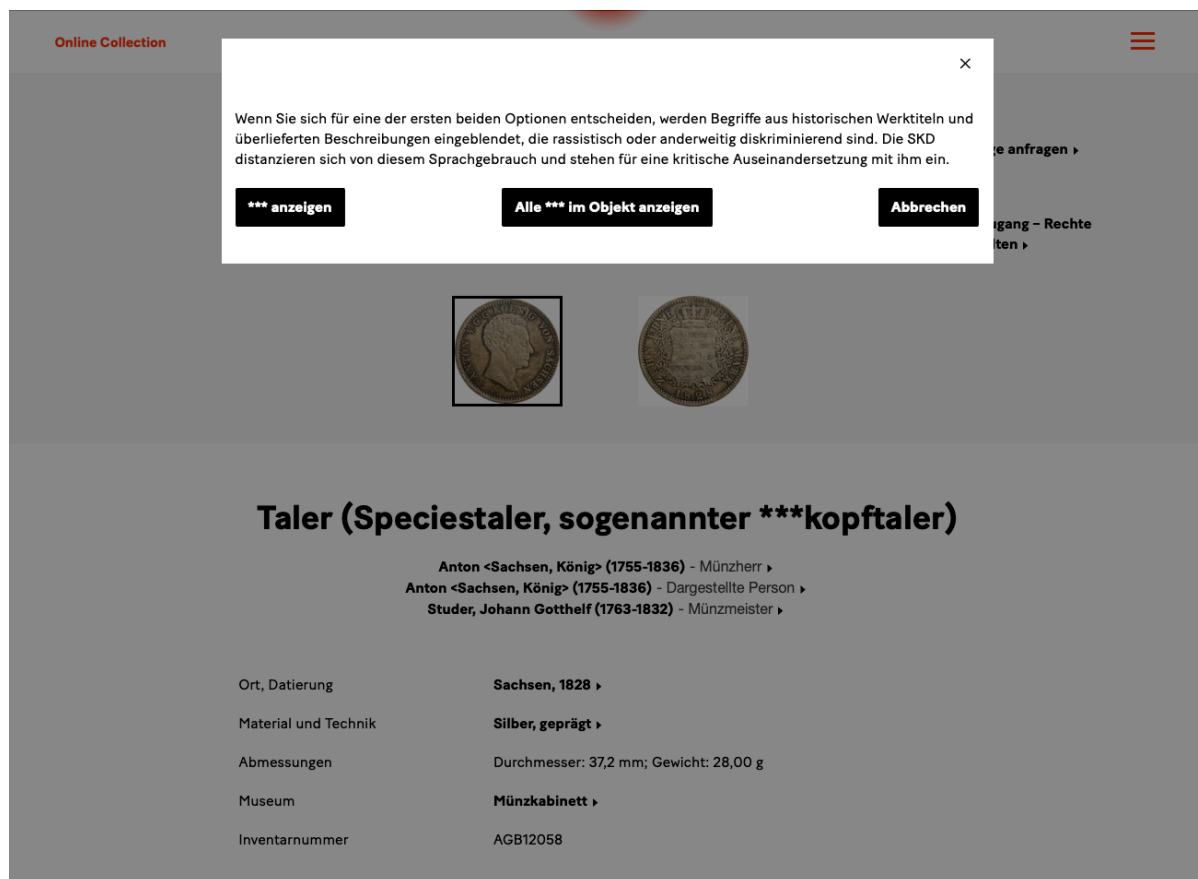 Online Collection
Wenn Sie sich für eine der ersten beiden Optionen entscheiden, werden Begriffe aus historischen Werktiteln und
überlieferten Beschreibungen eingeblendet, die rassistisch oder anderweitig diskriminierend sind. Die SKD
distanzieren sich von diesem Sprachgebrauch und stehen für eine kritische Auseinandersetzung mit ihm ein.
*** anzeigen
Alle *** im Objekt anzeigen
Abbrechen
anfragen
– Rechte
ANTON V.G.G. KOENIG VON SACHSEN
1828
Taler (Speciestaler, sogenannter ***kopftaler)
Anton <Sachsen, König> (1755-1836) - Münzherr
Anton <Sachsen, König> (1755-1836) - Dargestellte Person
Studer, Johann Gotthelf (1763-1832) - Münzmeister
Ort, Datierung Sachsen, 1828
Material und Technik Silber, geprägt
Abmessungen Durchmesser: 37,2 mm; Gewicht: 28,00 g
Museum Münzkabinett
Inventarnummer AGB12058